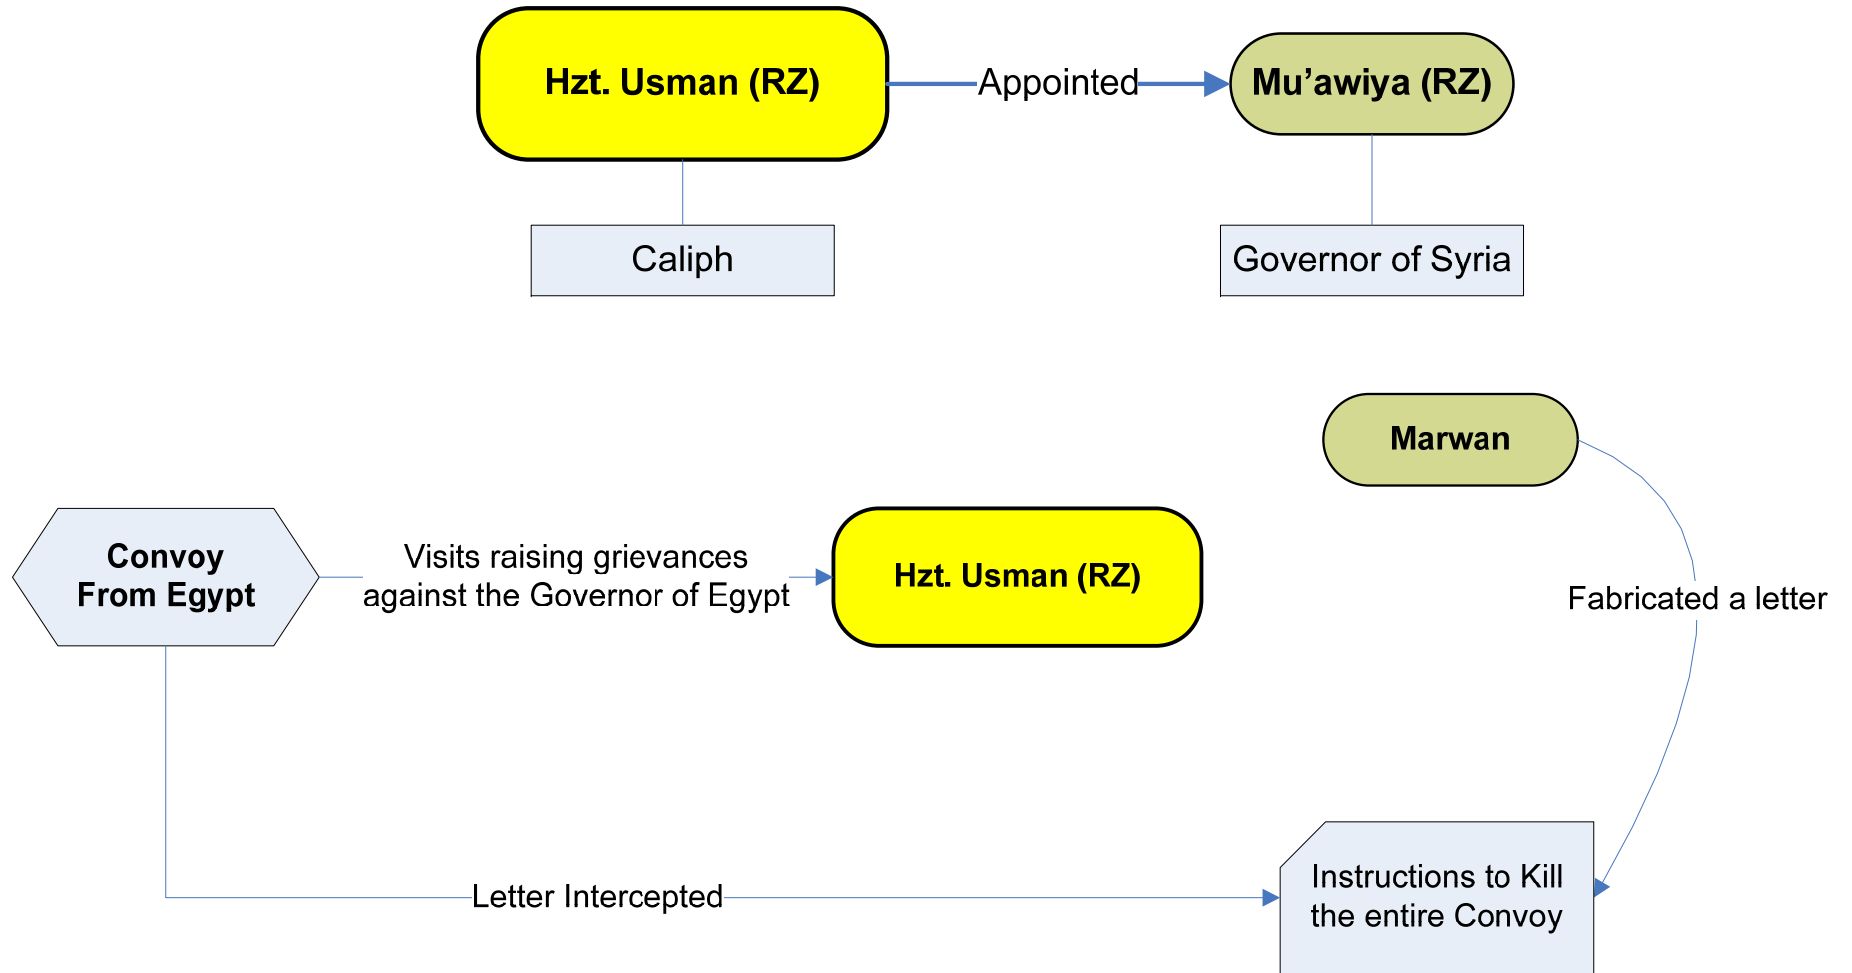 Hzt. Usman (RZ)
Appointed
Mu’awiya (RZ)
Caliph
Governor of Syria
Marwan
Convoy
From Egypt
Visits raising grievances
against the Governor of Egypt
Hzt. Usman (RZ)
Fabricated a letter
Letter Intercepted
Instructions to Kill
the entire Convoy